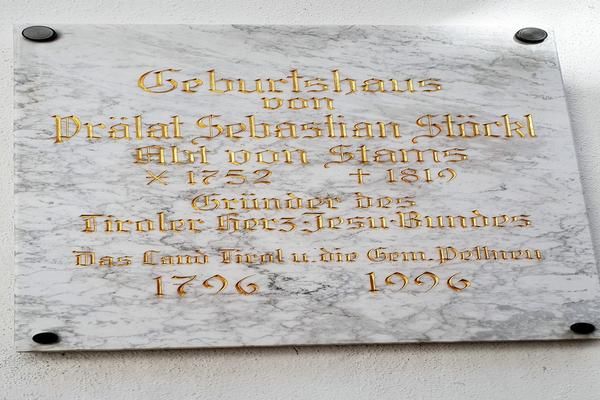 Geburtshaus
von
Prälat Sebastian Stöckl
Abt von Stams
* 1752 † 1819
Gründer des
Tiroler Herz Jesu-Bundes
Das Land Tirol u. die Gem. Pettneu
1796 1996